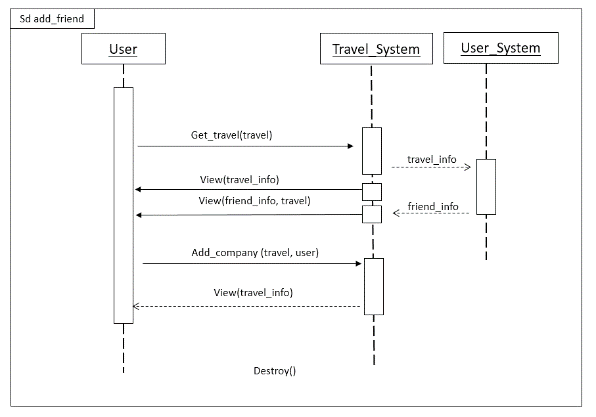 Sd add_friend
User
Travel_System
User_System
Get_travel(travel)
travel_info
View(travel_info)
View(friend_info, travel)
friend_info
Add_company (travel, user)
View(travel_info)
Destroy()